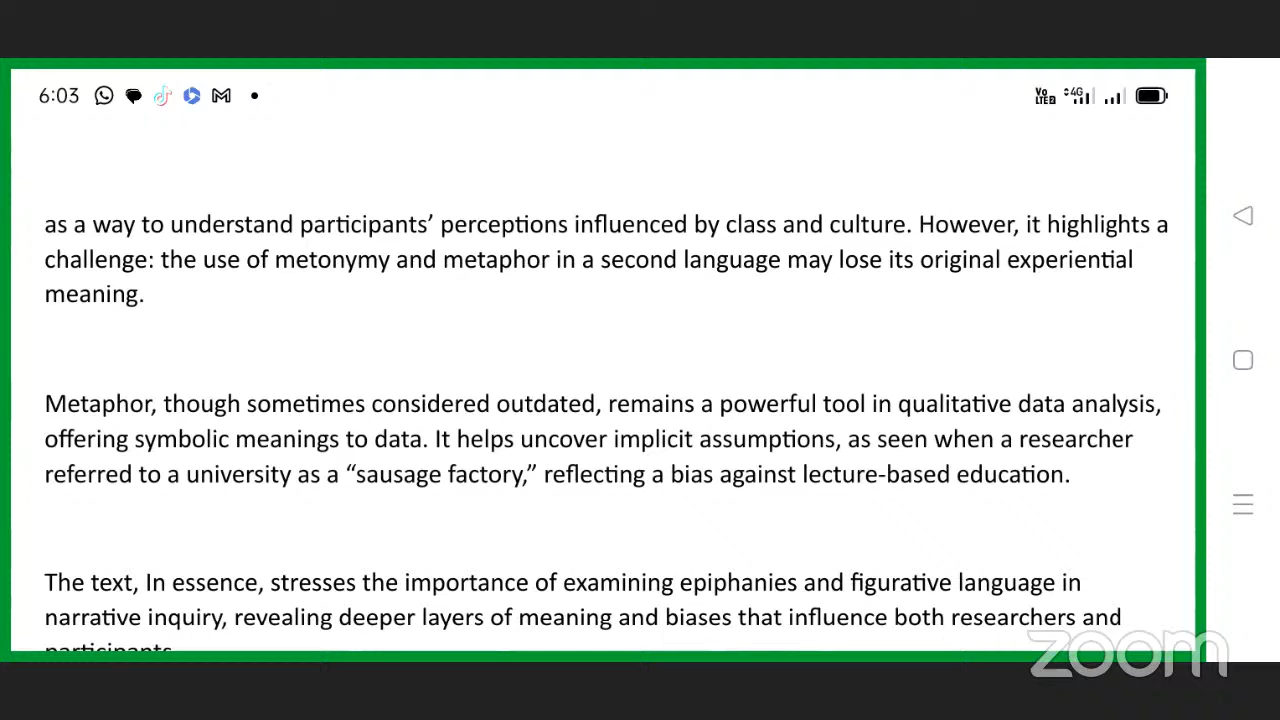 6:03
Vo LTE2 4G
as a way to understand participants’ perceptions influenced by class and culture. However, it highlights a
challenge: the use of metonymy and metaphor in a second language may lose its original experiential
meaning.
Metaphor, though sometimes considered outdated, remains a powerful tool in qualitative data analysis,
offering symbolic meanings to data. It helps uncover implicit assumptions, as seen when a researcher
referred to a university as a “sausage factory,” reflecting a bias against lecture-based education.
The text, In essence, stresses the importance of examining epiphanies and figurative language in
narrative inquiry, revealing deeper layers of meaning and biases that influence both researchers and
participants
zoom